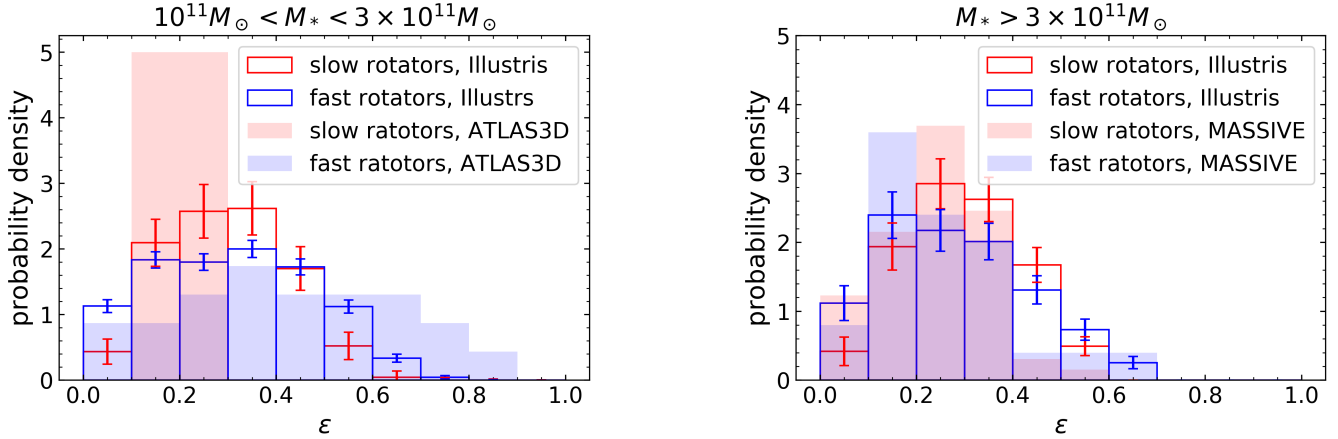 10¹¹M⊙ < M* < 3 × 10¹¹M⊙
probability density
5
4
3
2
1
0
slow rotators, Illustris
fast rotators, Illustrs
slow ratotors, ATLAS3D
fast ratotors, ATLAS3D
0.0 0.2 0.4 0.6 0.8 1.0
ε
M* > 3 × 10¹¹M⊙
probability density
5
4
3
2
1
0
slow rotators, Illustris
fast rotators, Illustris
slow ratotors, MASSIVE
fast ratotors, MASSIVE
0.0 0.2 0.4 0.6 0.8 1.0
ε